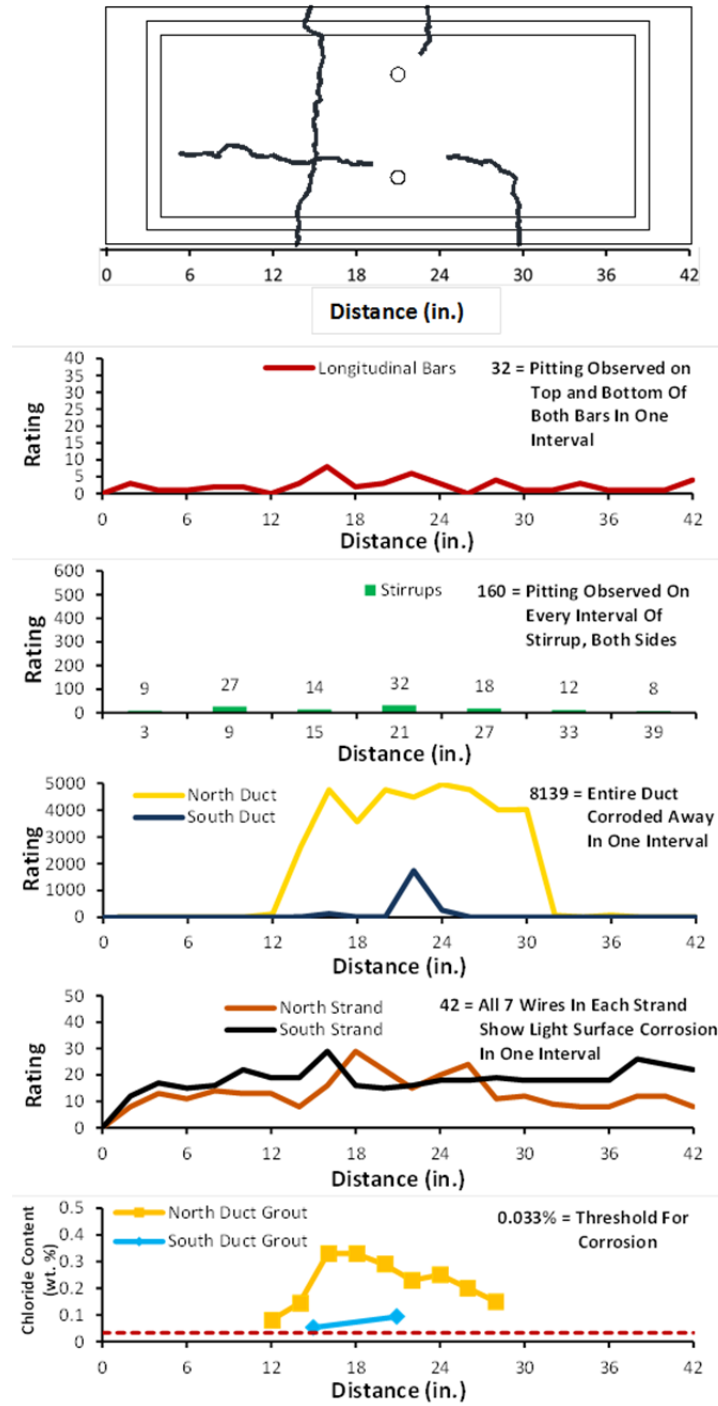 0 6 12 18 24 30 36 42
Distance (in.)
40
35
30
25
20
15
10
5
0
Rating
Longitudinal Bars
32 = Pitting Observed on
Top and Bottom Of
Both Bars In One
Interval
0 6 12 18 24 30 36 42
Distance (in.)
600
500
400
300
200
100
0
Rating
Stirrups
160 = Pitting Observed On
Every Interval Of
Stirrup, Both Sides
9 27 14 32 18 12 8
3 9 15 21 27 33 39
Distance (in.)
5000
4000
3000
2000
1000
0
Rating
North Duct
South Duct
8139 = Entire Duct
Corroded Away
In One Interval
0 6 12 18 24 30 36 42
Distance (in.)
50
40
30
20
10
0
Rating
North Strand
South Strand
42 = All 7 Wires In Each Strand
Show Light Surface Corrosion
In One Interval
0 6 12 18 24 30 36 42
Distance (in.)
0.5
0.4
0.3
0.2
0.1
0
Chloride Content
(wt. %)
North Duct Grout
South Duct Grout
0.033% = Threshold For
Corrosion
0 6 12 18 24 30 36 42
Distance (in.)